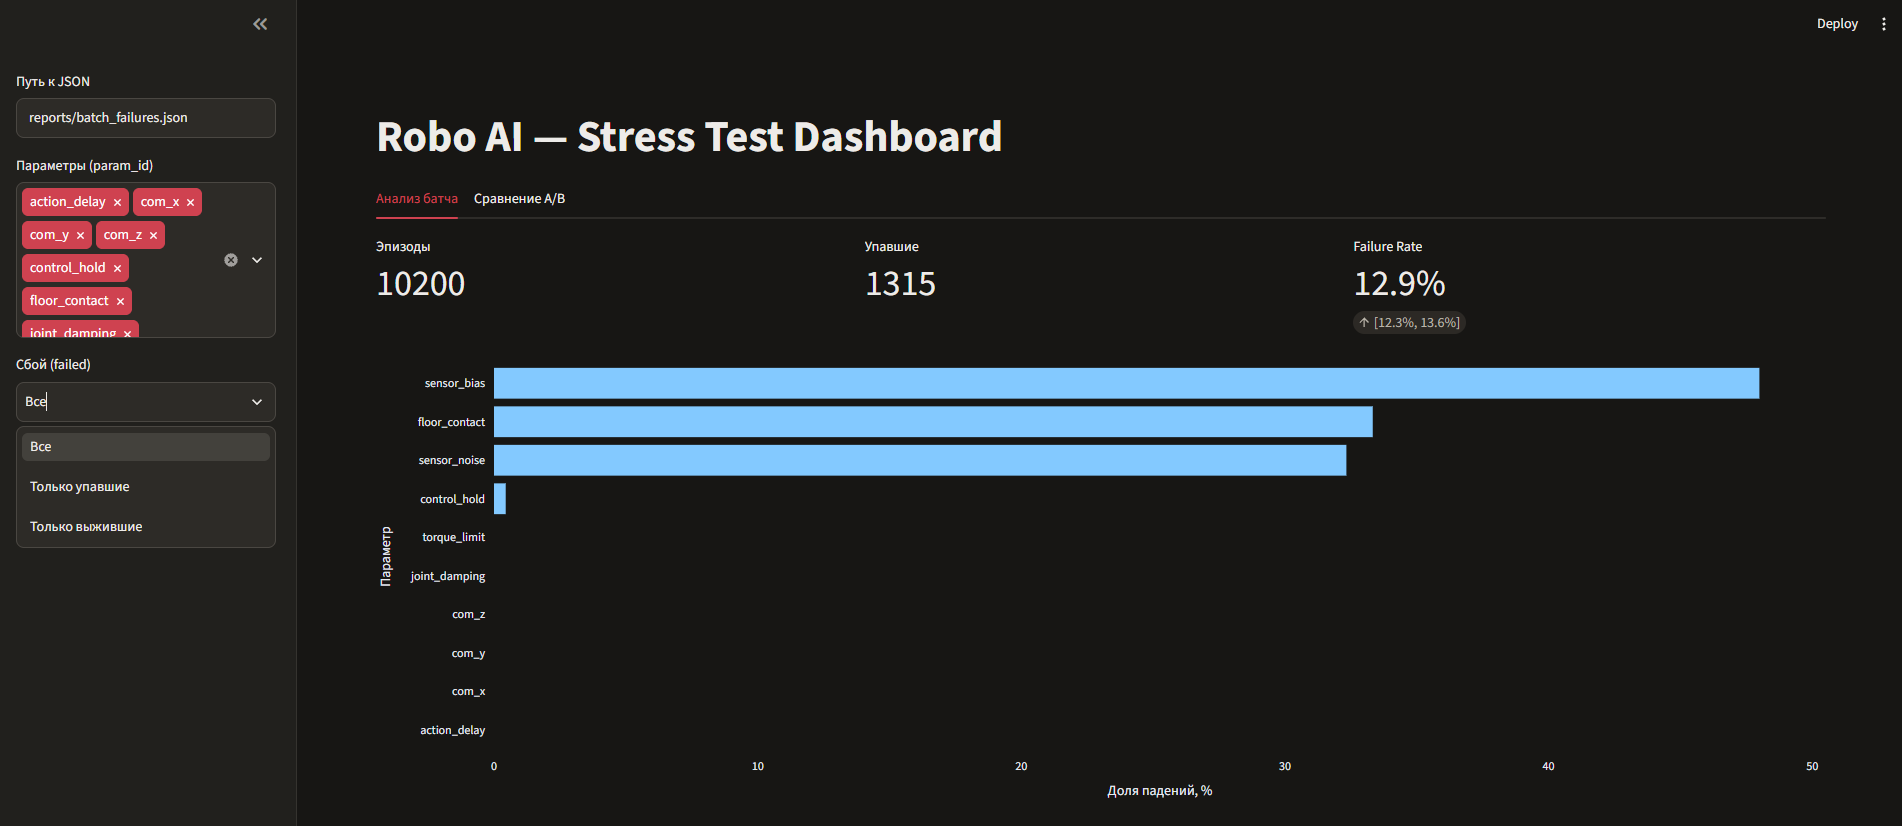 Deploy
Путь к JSON
reports/batch_failures.json
Параметры (param_id)
action_delay × com_x ×
com_y × com_z ×
control_hold ×
floor_contact ×
joint_damping ×
Сбой (failed)
Все
Все
Только упавшие
Только выжившие
Robo AI — Stress Test Dashboard
Анализ батча Сравнение A/B
Эпизоды
10200
Упавшие
1315
Failure Rate
12.9%
↑ [12.3%, 13.6%]
Параметр
sensor_bias
floor_contact
sensor_noise
control_hold
torque_limit
joint_damping
com_z
com_y
com_x
action_delay
0 10 20 30 40 50
Доля падений, %